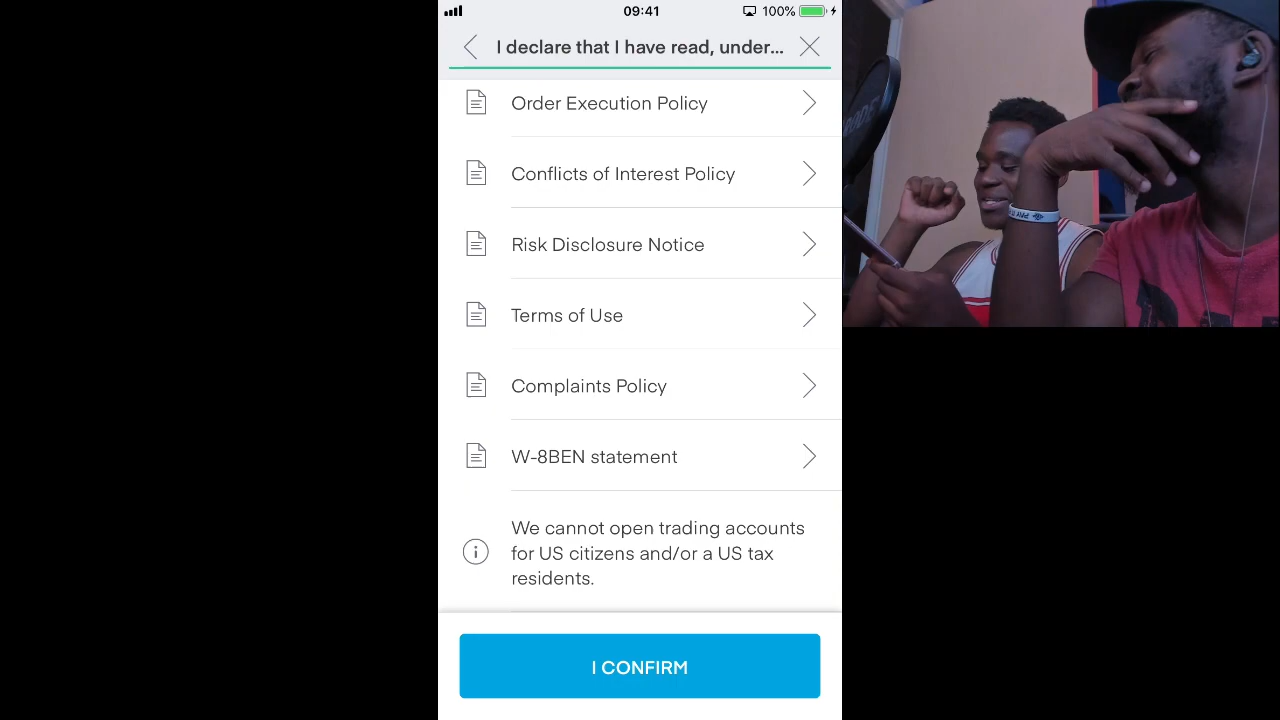 09:41
100%
I declare that I have read, under...
Order Execution Policy
Conflicts of Interest Policy
Risk Disclosure Notice
Terms of Use
Complaints Policy
W-8BEN statement
We cannot open trading accounts
for US citizens and/or a US tax
residents.
I CONFIRM